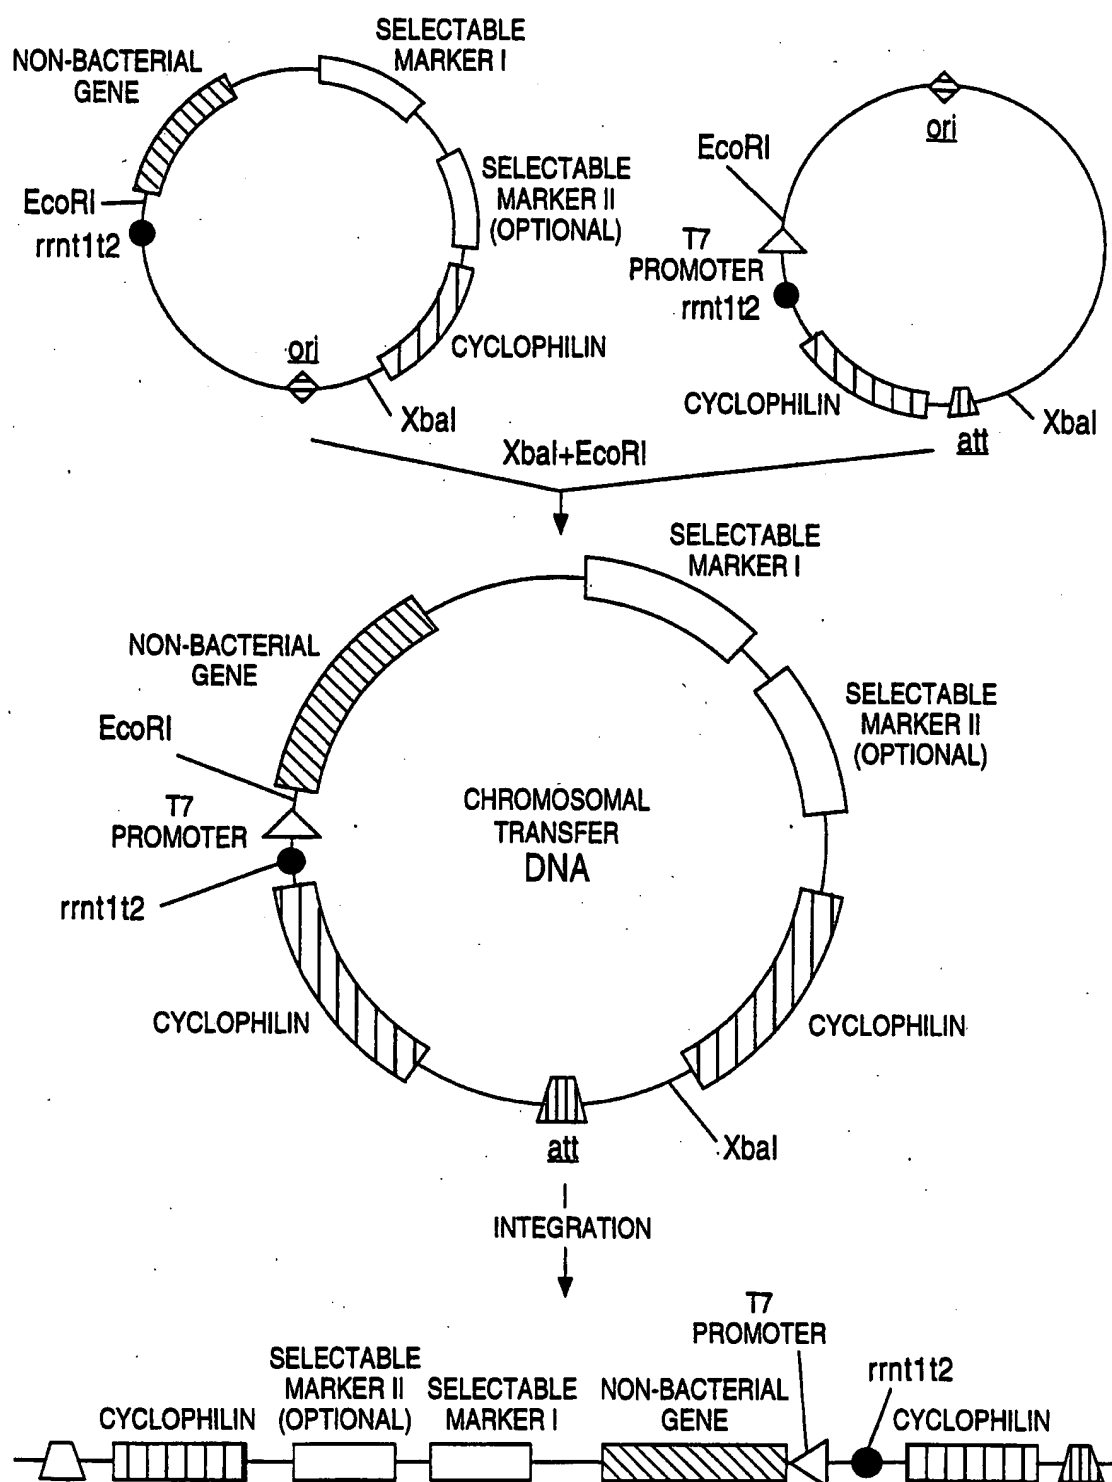 SELECTABLE
MARKER I
NON-BACTERIAL
GENE
EcoRI
rrnt1t2
SELECTABLE
MARKER II
(OPTIONAL)
CYCLOPHILIN
ori
XbaI
ori
EcoRI
T7
PROMOTER
rrnt1t2
CYCLOPHILIN
att
XbaI
XbaI+EcoRI
SELECTABLE
MARKER I
NON-BACTERIAL
GENE
SELECTABLE
MARKER II
(OPTIONAL)
EcoRI
T7
PROMOTER
CHROMOSOMAL
TRANSFER
DNA
rrnt1t2
CYCLOPHILIN
CYCLOPHILIN
att
XbaI
INTEGRATION
T7
PROMOTER
rrnt1t2
CYCLOPHILIN
SELECTABLE
MARKER II
(OPTIONAL)
SELECTABLE
MARKER I
NON-BACTERIAL
GENE
CYCLOPHILIN